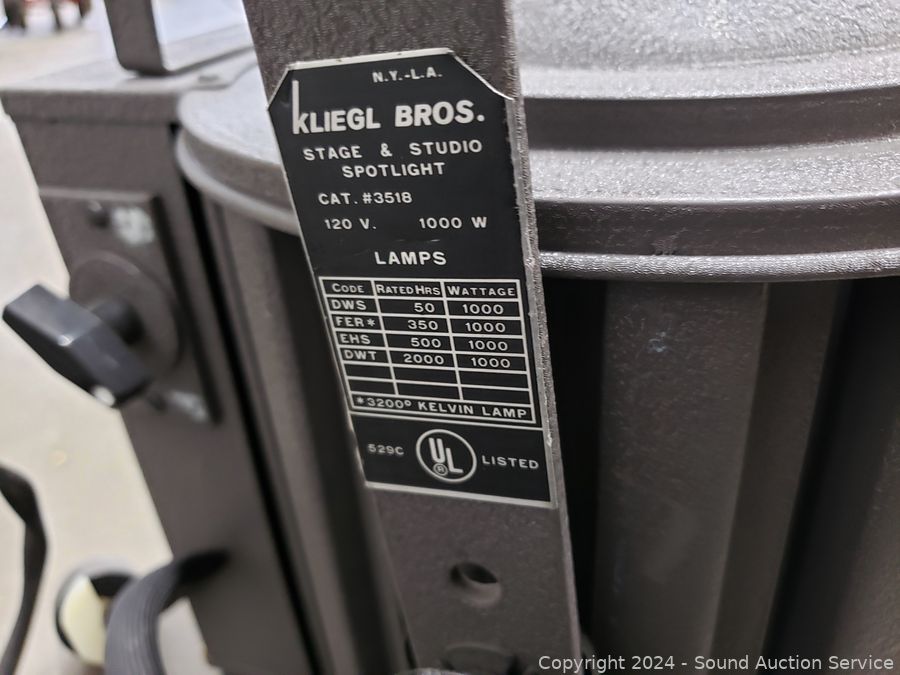 N.Y.-L.A.
KLIEGL BROS.
STAGE & STUDIO
SPOTLIGHT
CAT. #3518
120 V. 1000 W
LAMPS
CODE RATED HRS WATTAGE
DWS 50 1000
FER* 350 1000
EHS 500 1000
DWT 2000 1000
*3200° KELVIN LAMP
529C UL ® LISTED
Copyright 2024 - Sound Auction Service